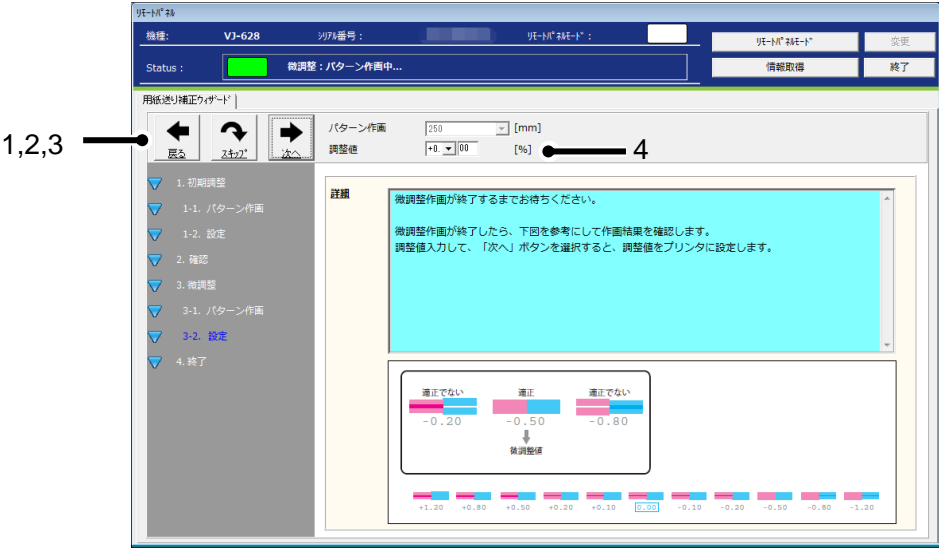 ﾘﾓｰﾄﾊﾟﾈﾙ
機種: VJ-628 ｼﾘｱﾙ番号: ﾘﾓｰﾄﾊﾟﾈﾙﾓｰﾄﾞ:
ﾘﾓｰﾄﾊﾟﾈﾙﾓｰﾄﾞ 変更
Status : 微調整：パターン作画中...
情報取得 終了
用紙送り補正ｳｨｻﾞｰﾄﾞ
1,2,3
戻る ｽｷｯﾌﾟ 次へ
パターン作画 250 [mm]
調整値 +0. 00 [%] 4
1. 初期調整
1-1. パターン作画
1-2. 設定
2. 確認
3. 微調整
3-1. パターン作画
3-2. 設定
4. 終了
詳細
微調整作画が終了するまでお待ちください。
微調整作画が終了したら、下図を参考にして作画結果を確認します。
調整値入力して、「次へ」ボタンを選択すると、調整値をプリンタに設定します。
適正でない 適正 適正でない
-0.20 -0.50 -0.80
微調整値
+1.20 +0.80 +0.50 +0.20 +0.10 0.00 -0.10 -0.20 -0.50 -0.80 -1.20